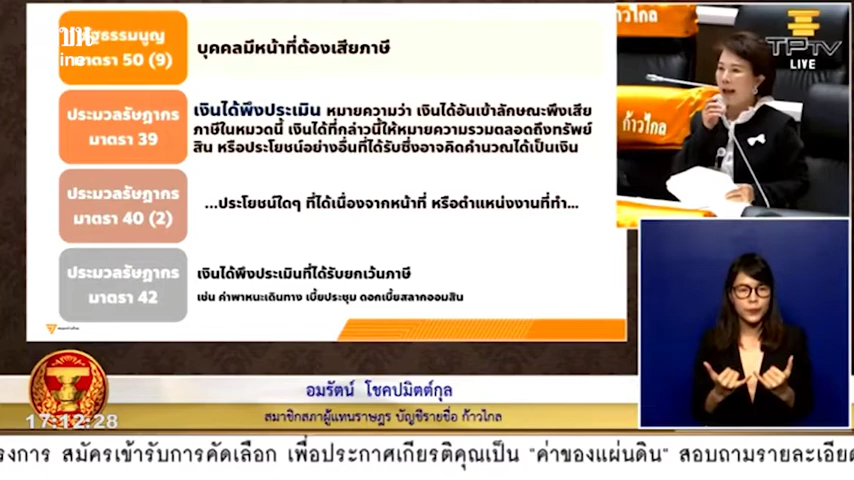 ขน
รัฐธรรมนูญ
ine
มาตรา 50 (9)
บุคคลมีหน้าที่ต้องเสียภาษี
ประมวลรัษฎากร
มาตรา 39
เงินได้พึงประเมิน หมายความว่า เงินได้อันเข้าลักษณะพึงเสีย
ภาษีในหมวดนี้ เงินได้ที่กล่าวนี้ให้หมายความรวมตลอดถึงทรัพย์
สิน หรือประโยชน์อย่างอื่นที่ได้รับซึ่งอาจคิดคำนวณได้เป็นเงิน
ประมวลรัษฎากร
มาตรา 40 (2)
...ประโยชน์ใดๆ ที่ได้เนื่องจากหน้าที่ หรือตำแหน่งงานที่ทำ...
ประมวลรัษฎากร
มาตรา 42
เงินได้พึงประเมินที่ได้รับยกเว้นภาษี
เช่น ค่าพาหนะเดินทาง เบี้ยประชุม ดอกเบี้ยสลากออมสิน
ก้าวไกล
TPTV
LIVE
ก้าวไกล
อมรัตน์ โชคปมิตต์กุล
สมาชิกสภาผู้แทนราษฎร บัญชีรายชื่อ ก้าวไกล
17:12:28
รงการ สมัครเข้ารับการคัดเลือก เพื่อประกาศเกียรติคุณเป็น "ค่าของแผ่นดิน" สอบถามรายละเอียด